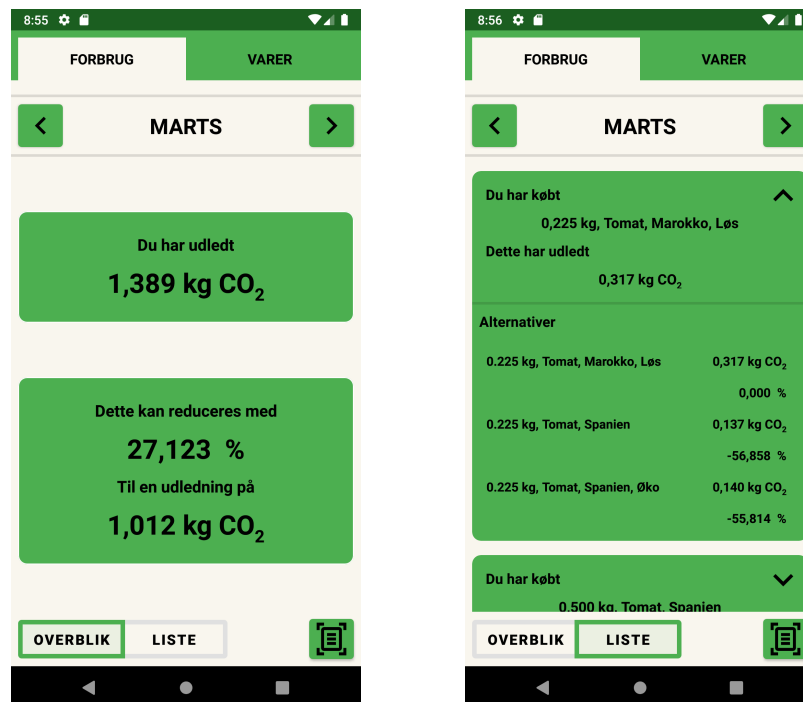 8:55
FORBRUG VARER
MARTS
Du har udledt
1,389 kg CO₂
Dette kan reduceres med
27,123 %
Til en udledning på
1,012 kg CO₂
OVERBLIK LISTE
8:56
FORBRUG VARER
MARTS
Du har købt
0,225 kg, Tomat, Marokko, Løs
Dette har udledt
0,317 kg CO₂
Alternativer
0.225 kg, Tomat, Marokko, Løs 0,317 kg CO₂
0,000 %
0.225 kg, Tomat, Spanien 0,137 kg CO₂
-56,858 %
0.225 kg, Tomat, Spanien, Øko 0,140 kg CO₂
-55,814 %
Du har købt
0,500 kg, Tomat, Spanien
OVERBLIK LISTE